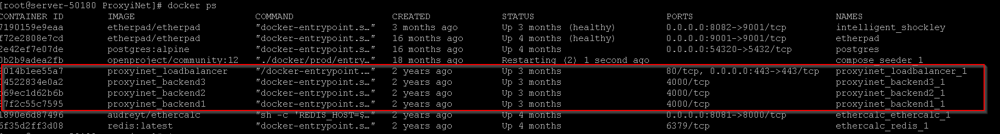 [root@server-50180 ProxyiNet]# docker ps
CONTAINER ID IMAGE COMMAND CREATED STATUS PORTS NAMES
7190159e9eaa etherpad/etherpad "docker-entrypoint.s…" 3 months ago Up 3 months (healthy) 0.0.0.0:8082->9001/tcp intelligent_shockley
f72e2808e7cd etherpad/etherpad "docker-entrypoint.s…" 16 months ago Up 4 months (healthy) 0.0.0.0:9001->9001/tcp etherpad
2e42ef7e07de postgres:alpine "docker-entrypoint.s…" 16 months ago Up 4 months 0.0.0.0:54320->5432/tcp postgres
0b2b9adea2fb openproject/community:12 "./docker/prod/entry…" 18 months ago Restarting (2) 1 second ago compose_seeder_1
2014b1ee55a7 proxyinet_loadbalancer "/docker-entrypoint.…" 2 years ago Up 3 months 80/tcp, 0.0.0.0:443->443/tcp proxyinet_loadbalancer_1
proxyinet_backend3 "docker-entrypoint.s…" 2 years ago Up 3 months 4000/tcp proxyinet_backend3_1
proxyinet_backend2 "docker-entrypoint.s…" 2 years ago Up 3 months 4000/tcp proxyinet_backend2_1
proxyinet_backend1 "docker-entrypoint.s…" 2 years ago Up 3 months 4000/tcp proxyinet_backend1_1
1890e6d87496 audreyt/ethercalc "sh -c 'REDIS_HOST=$…" 2 years ago Up 4 months 0.0.0.0:8081->8000/tcp ethercalc_ethercalc_1
6f35d2ff3d08 redis:latest "docker-entrypoint.s…" 2 years ago Up 4 months 6379/tcp ethercalc_redis_1